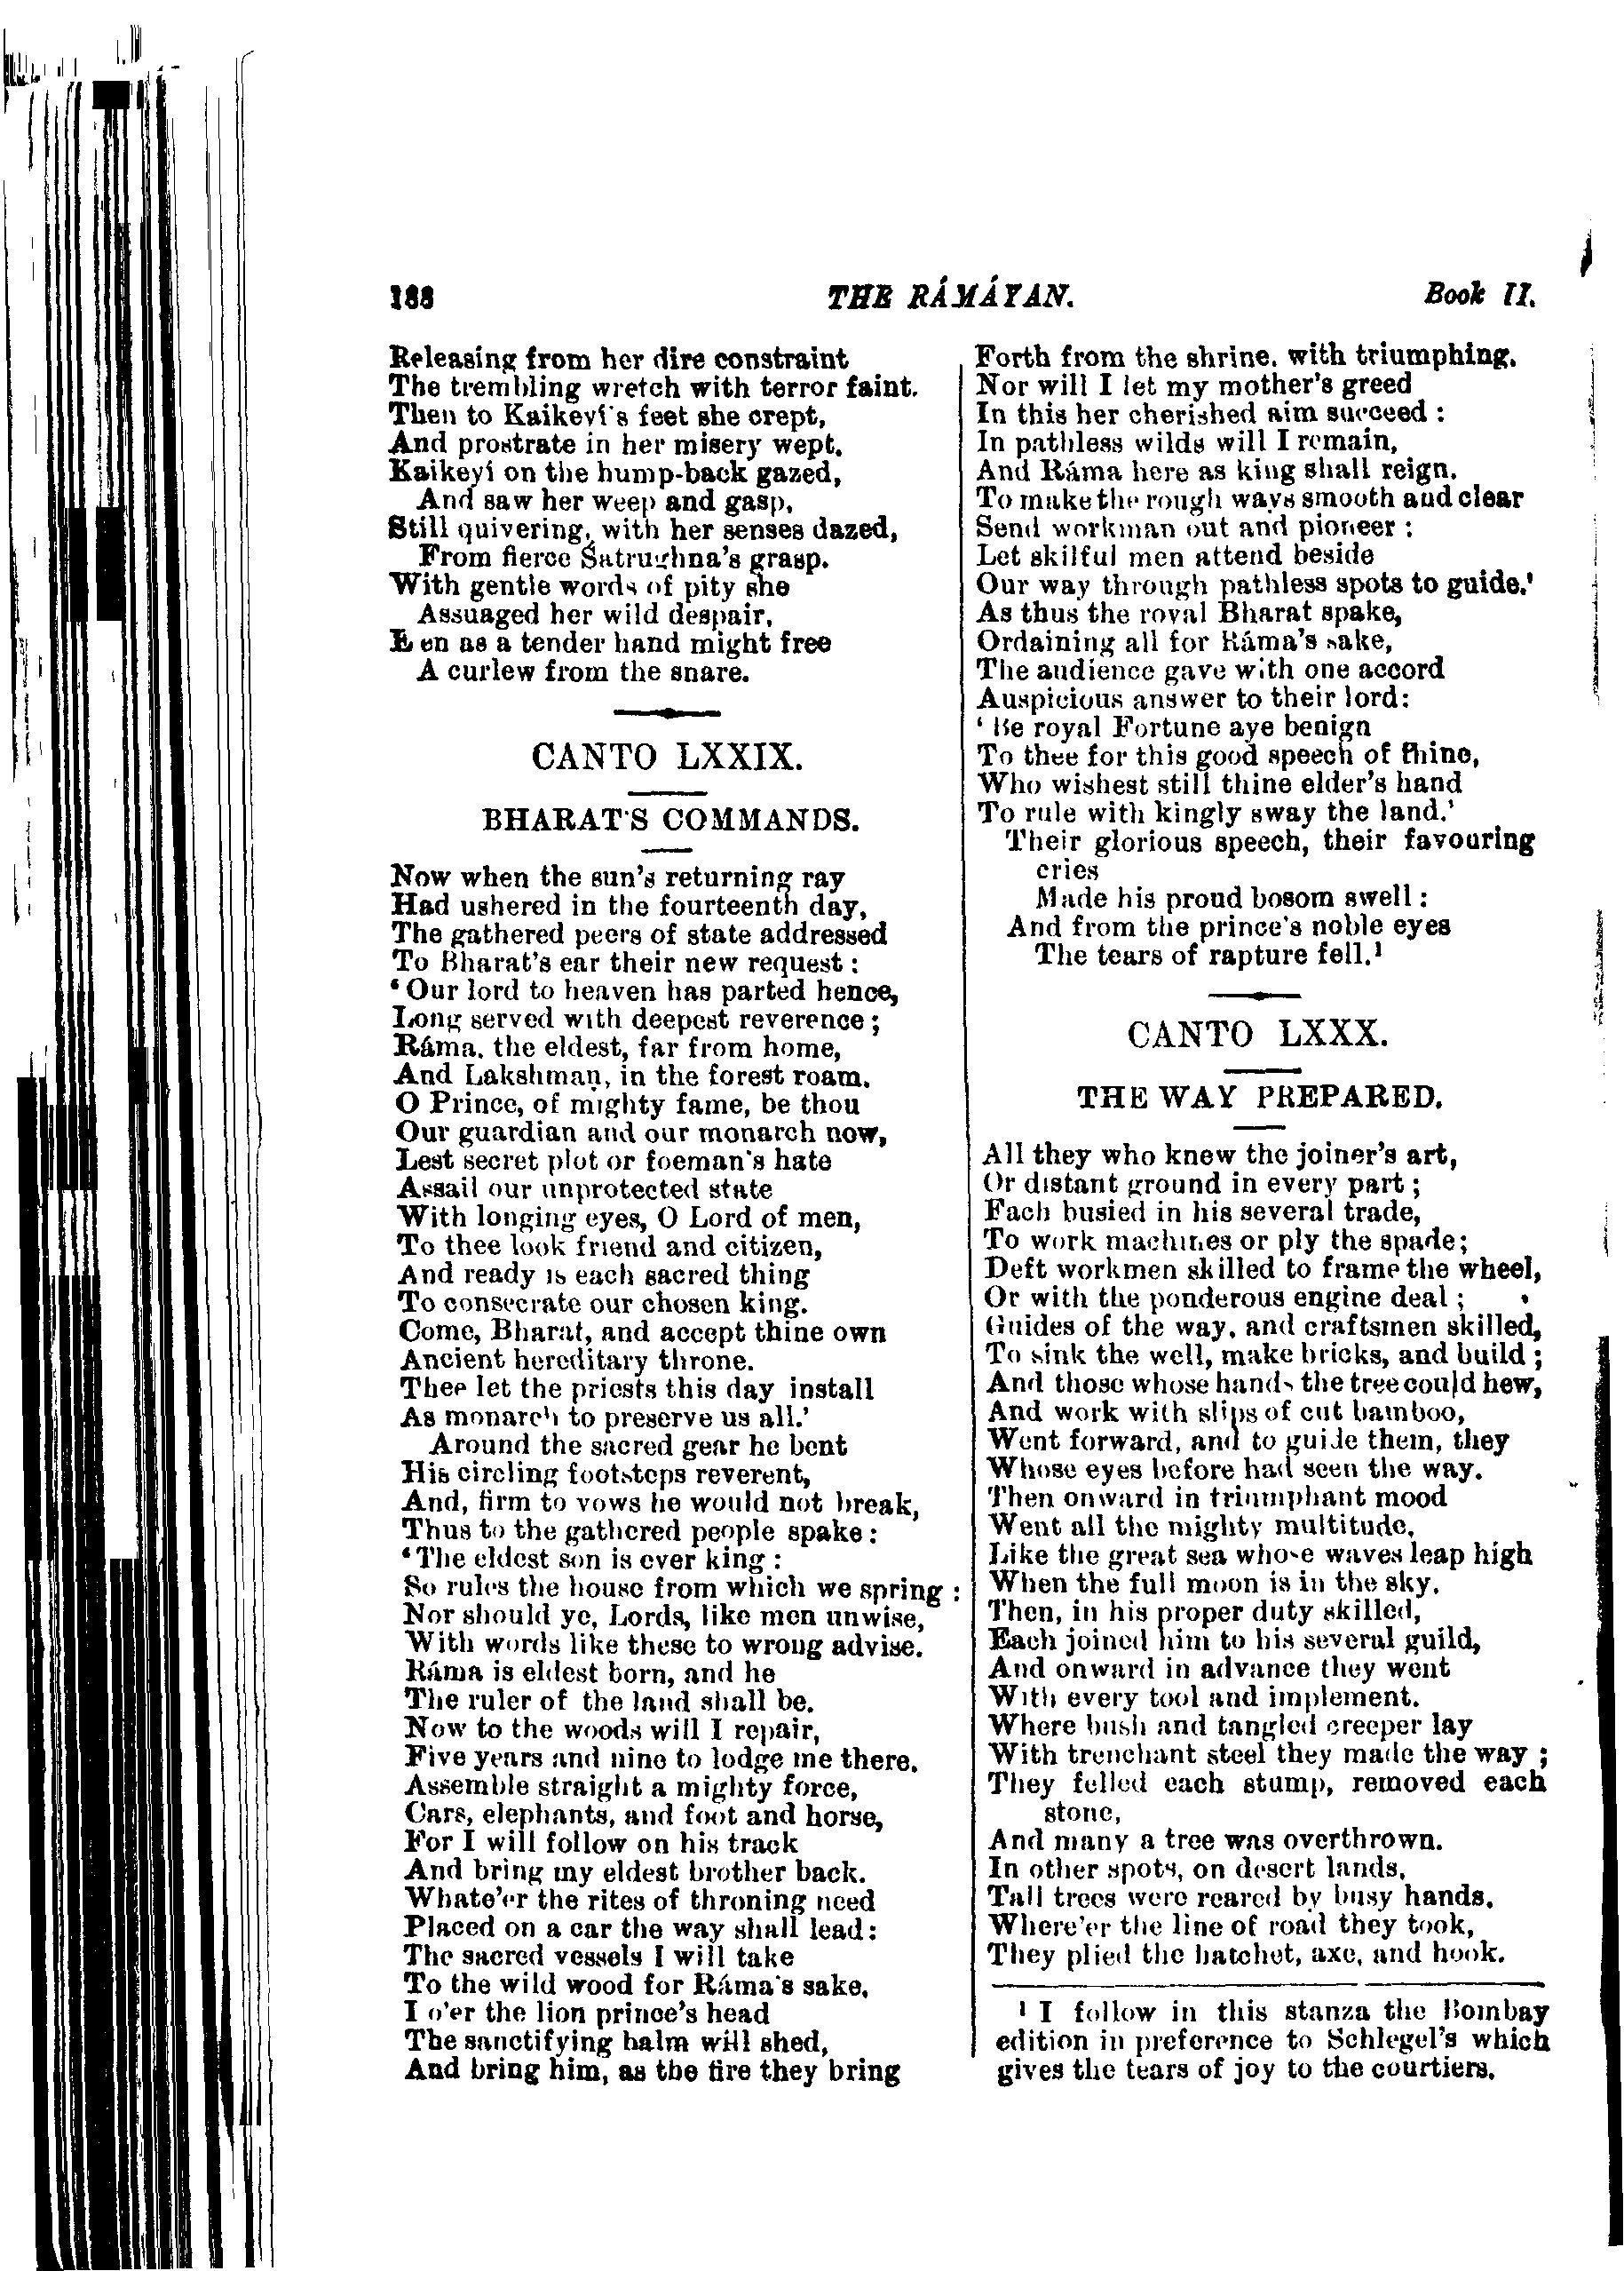 188 THE RÁMÁYAN. Book II.
Releasing from her dire constraint
The trembling wretch with terror faint.
Then to Kaikeyí's feet she crept,
And prostrate in her misery wept.
Kaikeyí on the hump-back gazed,
And saw her weep and gasp,
Still quivering, with her senses dazed,
From fierce Śatrughna's grasp.
With gentle words of pity she
Assuaged her wild despair,
E'en as a tender hand might free
A curlew from the snare.
CANTO LXXIX.
BHARAT'S COMMANDS.
Now when the sun's returning ray
Had ushered in the fourteenth day,
The gathered peers of state addressed
To Bharat's ear their new request:
'Our lord to heaven has parted hence,
Long served with deepest reverence;
Ráma, the eldest, far from home,
And Lakshmaṇ, in the forest roam.
O Prince, of mighty fame, be thou
Our guardian and our monarch now,
Lest secret plot or foeman's hate
Assail our unprotected state
With longing eyes, O Lord of men,
To thee look friend and citizen,
And ready is each sacred thing
To consecrate our chosen king.
Come, Bharat, and accept thine own
Ancient hereditary throne.
Thee let the priests this day install
As monarch to preserve us all.'
Around the sacred gear he bent
His circling footsteps reverent,
And, firm to vows he would not break,
Thus to the gathered people spake:
'The eldest son is ever king:
So rules the house from which we spring:
Nor should ye, Lords, like men unwise,
With words like these to wrong advise.
Ráma is eldest born, and he
The ruler of the land shall be.
Now to the woods will I repair,
Five years and nine to lodge me there.
Assemble straight a mighty force,
Cars, elephants, and foot and horse,
For I will follow on his track
And bring my eldest brother back.
Whate'er the rites of throning need
Placed on a car the way shall lead:
The sacred vessels I will take
To the wild wood for Ráma's sake.
I o'er the lion prince's head
The sanctifying balm will shed,
And bring him, as the fire they bring
Forth from the shrine, with triumphing.
Nor will I let my mother's greed
In this her cherished aim succeed:
In pathless wilds will I remain,
And Ráma here as king shall reign.
To make the rough ways smooth and clear
Send workman out and pioneer:
Let skilful men attend beside
Our way through pathless spots to guide.'
As thus the royal Bharat spake,
Ordaining all for Ráma's sake,
The audience gave with one accord
Auspicious answer to their lord:
'Be royal Fortune aye benign
To thee for this good speech of thine,
Who wishest still thine elder's hand
To rule with kingly sway the land.'
Their glorious speech, their favouring
cries
Made his proud bosom swell:
And from the prince's noble eyes
The tears of rapture fell.¹
CANTO LXXX.
THE WAY PREPARED.
All they who knew the joiner's art,
Or distant ground in every part;
Each busied in his several trade,
To work machines or ply the spade;
Deft workmen skilled to frame the wheel,
Or with the ponderous engine deal;
Guides of the way, and craftsmen skilled,
To sink the well, make bricks, and build;
And those whose hands the tree could hew,
And work with slips of cut bamboo,
Went forward, and to guide them, they
Whose eyes before had seen the way.
Then onward in triumphant mood
Went all the mighty multitude,
Like the great sea whose waves leap high
When the full moon is in the sky.
Then, in his proper duty skilled,
Each joined him to his several guild,
And onward in advance they went
With every tool and implement.
Where bush and tangled creeper lay
With trenchant steel they made the way;
They felled each stump, removed each
stone,
And many a tree was overthrown.
In other spots, on desert lands,
Tall trees were reared by busy hands.
Where'er the line of road they took,
They plied the hatchet, axe, and hook.
¹ I follow in this stanza the Bombay
edition in preference to Schlegel's which
gives the tears of joy to the courtiers.